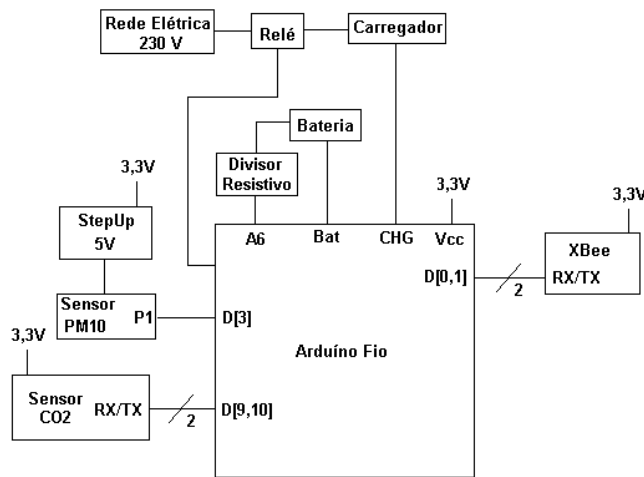 Rede Elétrica
230 V
Relé
Carregador
Bateria
Divisor
Resistivo
3,3V
StepUp
5V
3,3V
3,3V
A6
Bat
CHG
Vcc
XBee
RX/TX
D[0,1]
2
Sensor
PM10
P1
D[3]
3,3V
Arduíno Fio
Sensor
CO2
RX/TX
2
D[9,10]